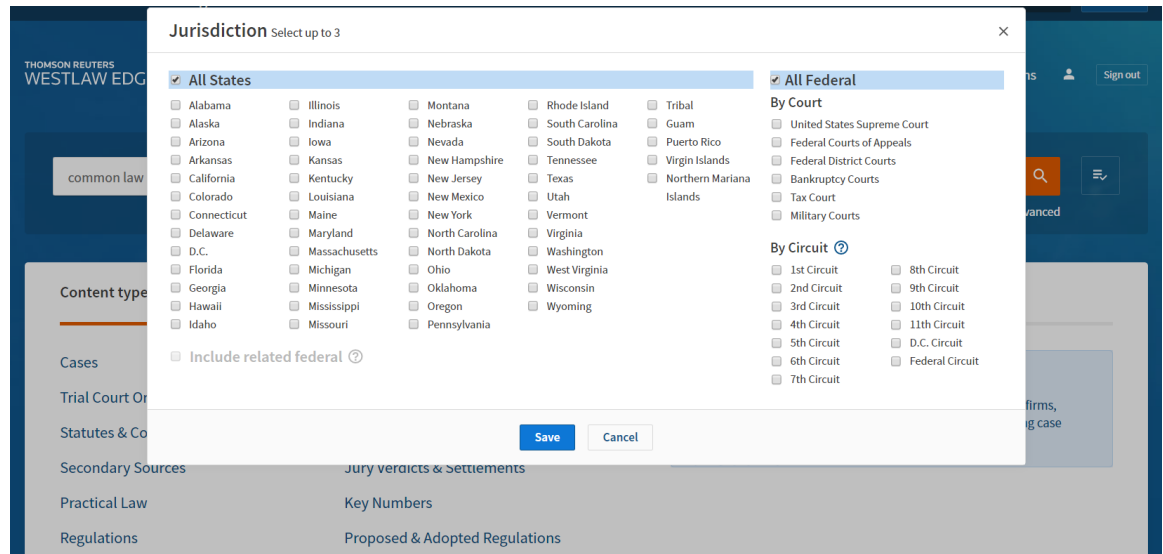 Jurisdiction Select up to 3
THOMSON REUTERS
WESTLAW EDG
ns
Sign out
common law
vanced
All States
Alabama
Alaska
Arizona
Arkansas
California
Colorado
Connecticut
Delaware
D.C.
Florida
Georgia
Hawaii
Idaho
Illinois
Indiana
Iowa
Kansas
Kentucky
Louisiana
Maine
Maryland
Massachusetts
Michigan
Minnesota
Mississippi
Missouri
Montana
Nebraska
Nevada
New Hampshire
New Jersey
New Mexico
New York
North Carolina
North Dakota
Ohio
Oklahoma
Oregon
Pennsylvania
Rhode Island
South Carolina
South Dakota
Tennessee
Texas
Utah
Vermont
Virginia
Washington
West Virginia
Wisconsin
Wyoming
Tribal
Guam
Puerto Rico
Virgin Islands
Northern Mariana
Islands
Include related federal
All Federal
By Court
United States Supreme Court
Federal Courts of Appeals
Federal District Courts
Bankruptcy Courts
Tax Court
Military Courts
By Circuit
1st Circuit
2nd Circuit
3rd Circuit
4th Circuit
5th Circuit
6th Circuit
7th Circuit
8th Circuit
9th Circuit
10th Circuit
11th Circuit
D.C. Circuit
Federal Circuit
Save
Cancel
Content type
Cases
Trial Court Or
Statutes & Co
Secondary Sources
Practical Law
Regulations
Jury Verdicts & Settlements
Key Numbers
Proposed & Adopted Regulations
firms,
g case